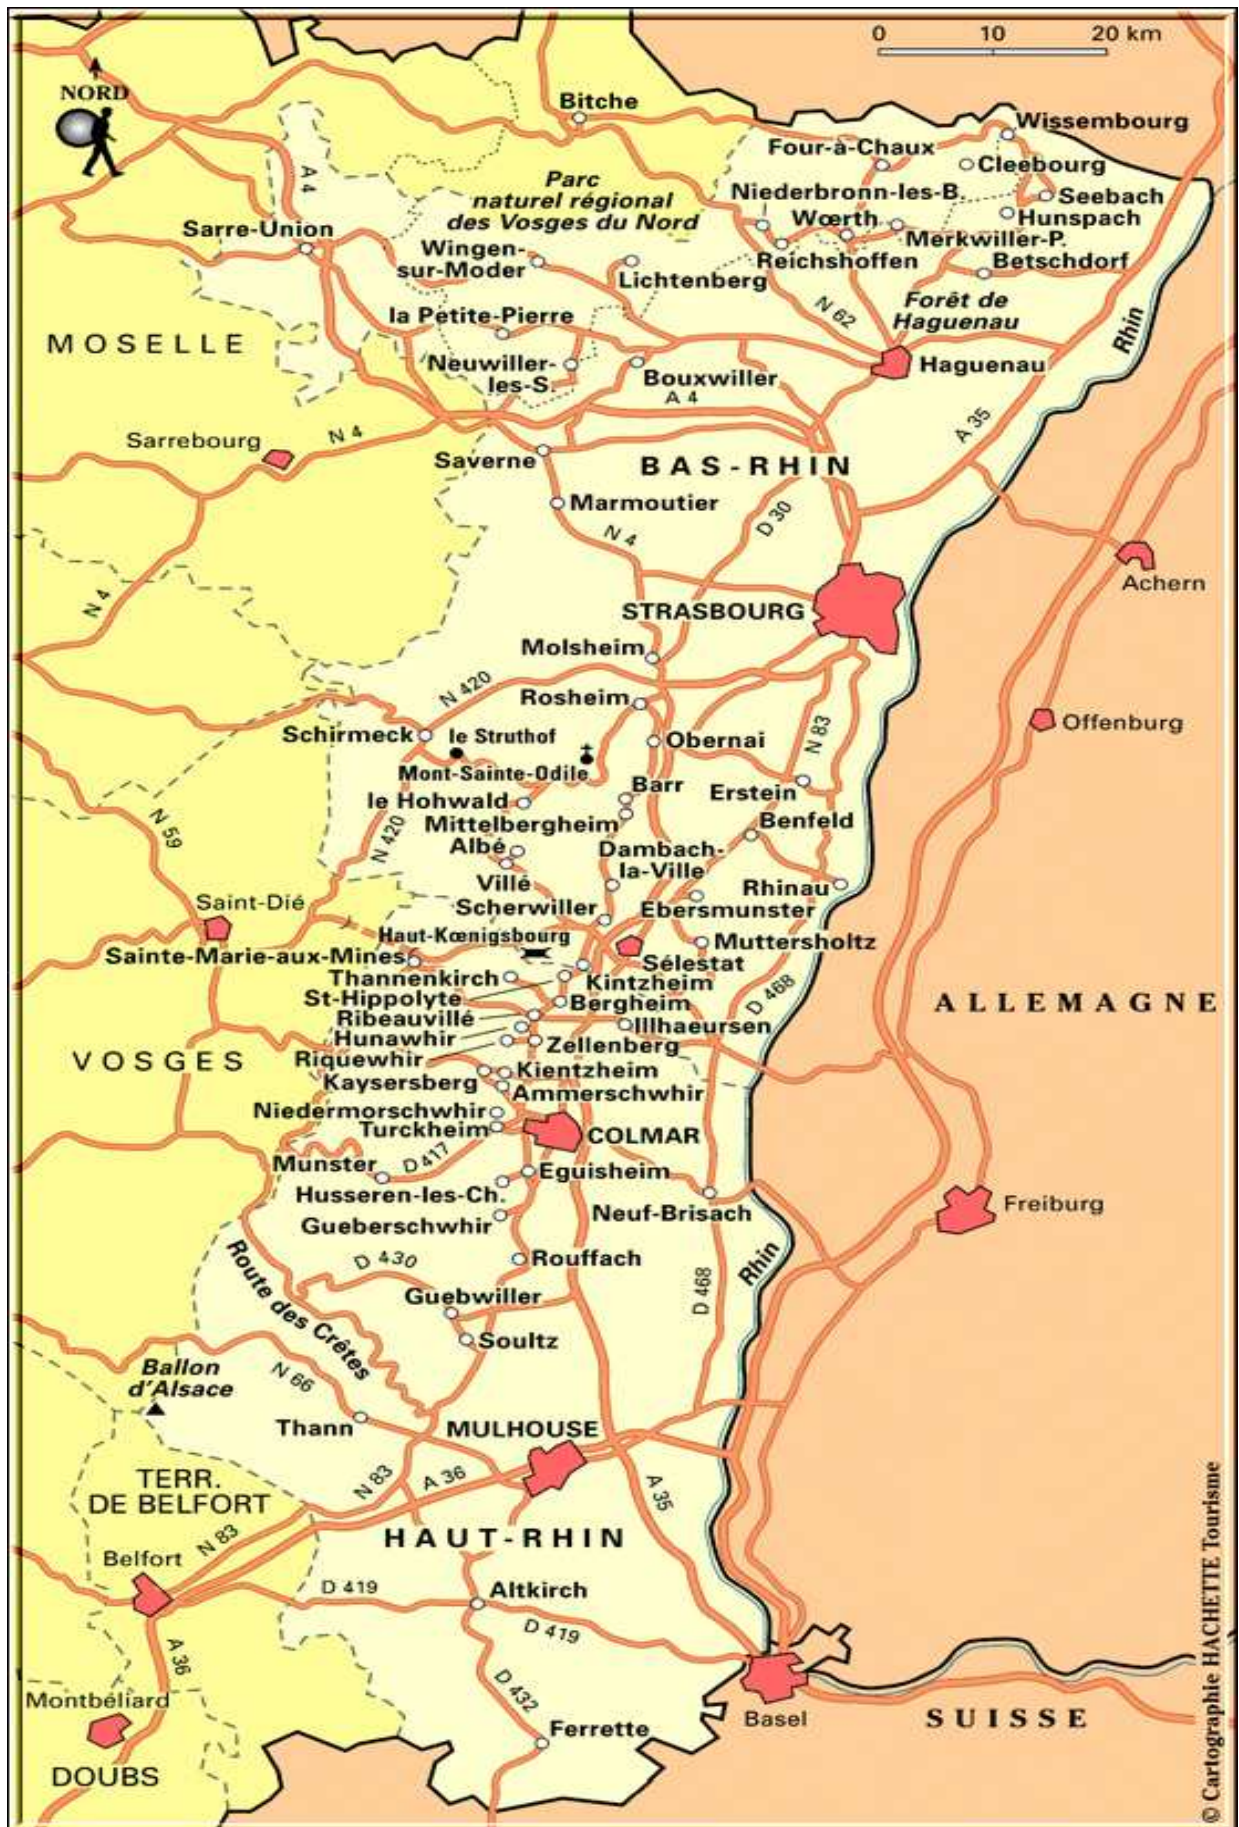 0 10 20 km
NORD
Bitche
Wissembourg
Four-à-Chaux
Cleebourg
A 4
Parc
naturel régional
des Vosges du Nord
Niederbronn-les-B.
Seebach
Wœrth
Hunspach
Sarre-Union
Merkwiller-P.
Wingen-
sur-Moder
Reichshoffen
Betschdorf
Lichtenberg
N 62
Forêt de
Haguenau
la Petite-Pierre
Rhin
MOSELLE
Neuwiller-
les-S.
Haguenau
Bouxwiller
A 4
A 35
Sarrebourg
N 4
Saverne
BAS-RHIN
Marmoutier
D 30
N 4
Achern
N 4
STRASBOURG
Molsheim
N 420
Rosheim
Offenburg
Schirmeck
le Struthof
Obernai
N 83
Mont-Sainte-Odile
Barr
Erstein
le Hohwald
Mittelbergheim
Benfeld
N 59
N 420
Albé
Dambach-
la-Ville
Villé
Rhinau
Saint-Dié
Scherwiller
Ebersmunster
Haut-Kœnigsbourg
Muttersholtz
Sainte-Marie-aux-Mines
Sélestat
Thannenkirch
Kintzheim
D 468
St-Hippolyte
Bergheim
ALLEMAGNE
Ribeauvillé
Illhaeursen
Hunawhir
Zellenberg
Riquewhir
VOSGES
Kientzheim
Kaysersberg
Ammerschwhir
Niedermorschwhir
Turckheim
COLMAR
Munster
D 417
Eguisheim
Husseren-les-Ch.
Freiburg
Gueberschwhir
Neuf-Brisach
Rouffach
D 430
Rhin
Route des Crêtes
D 468
Guebwiller
Soultz
Ballon
d'Alsace
N 66
Thann
MULHOUSE
TERR.
DE BELFORT
N 83
A 36
A 35
N 83
HAUT-RHIN
Belfort
D 419
Altkirch
D 419
A 36
D 432
Montbéliard
Basel
SUISSE
Ferrette
DOUBS
© Cartographie HACHETTE Tourisme